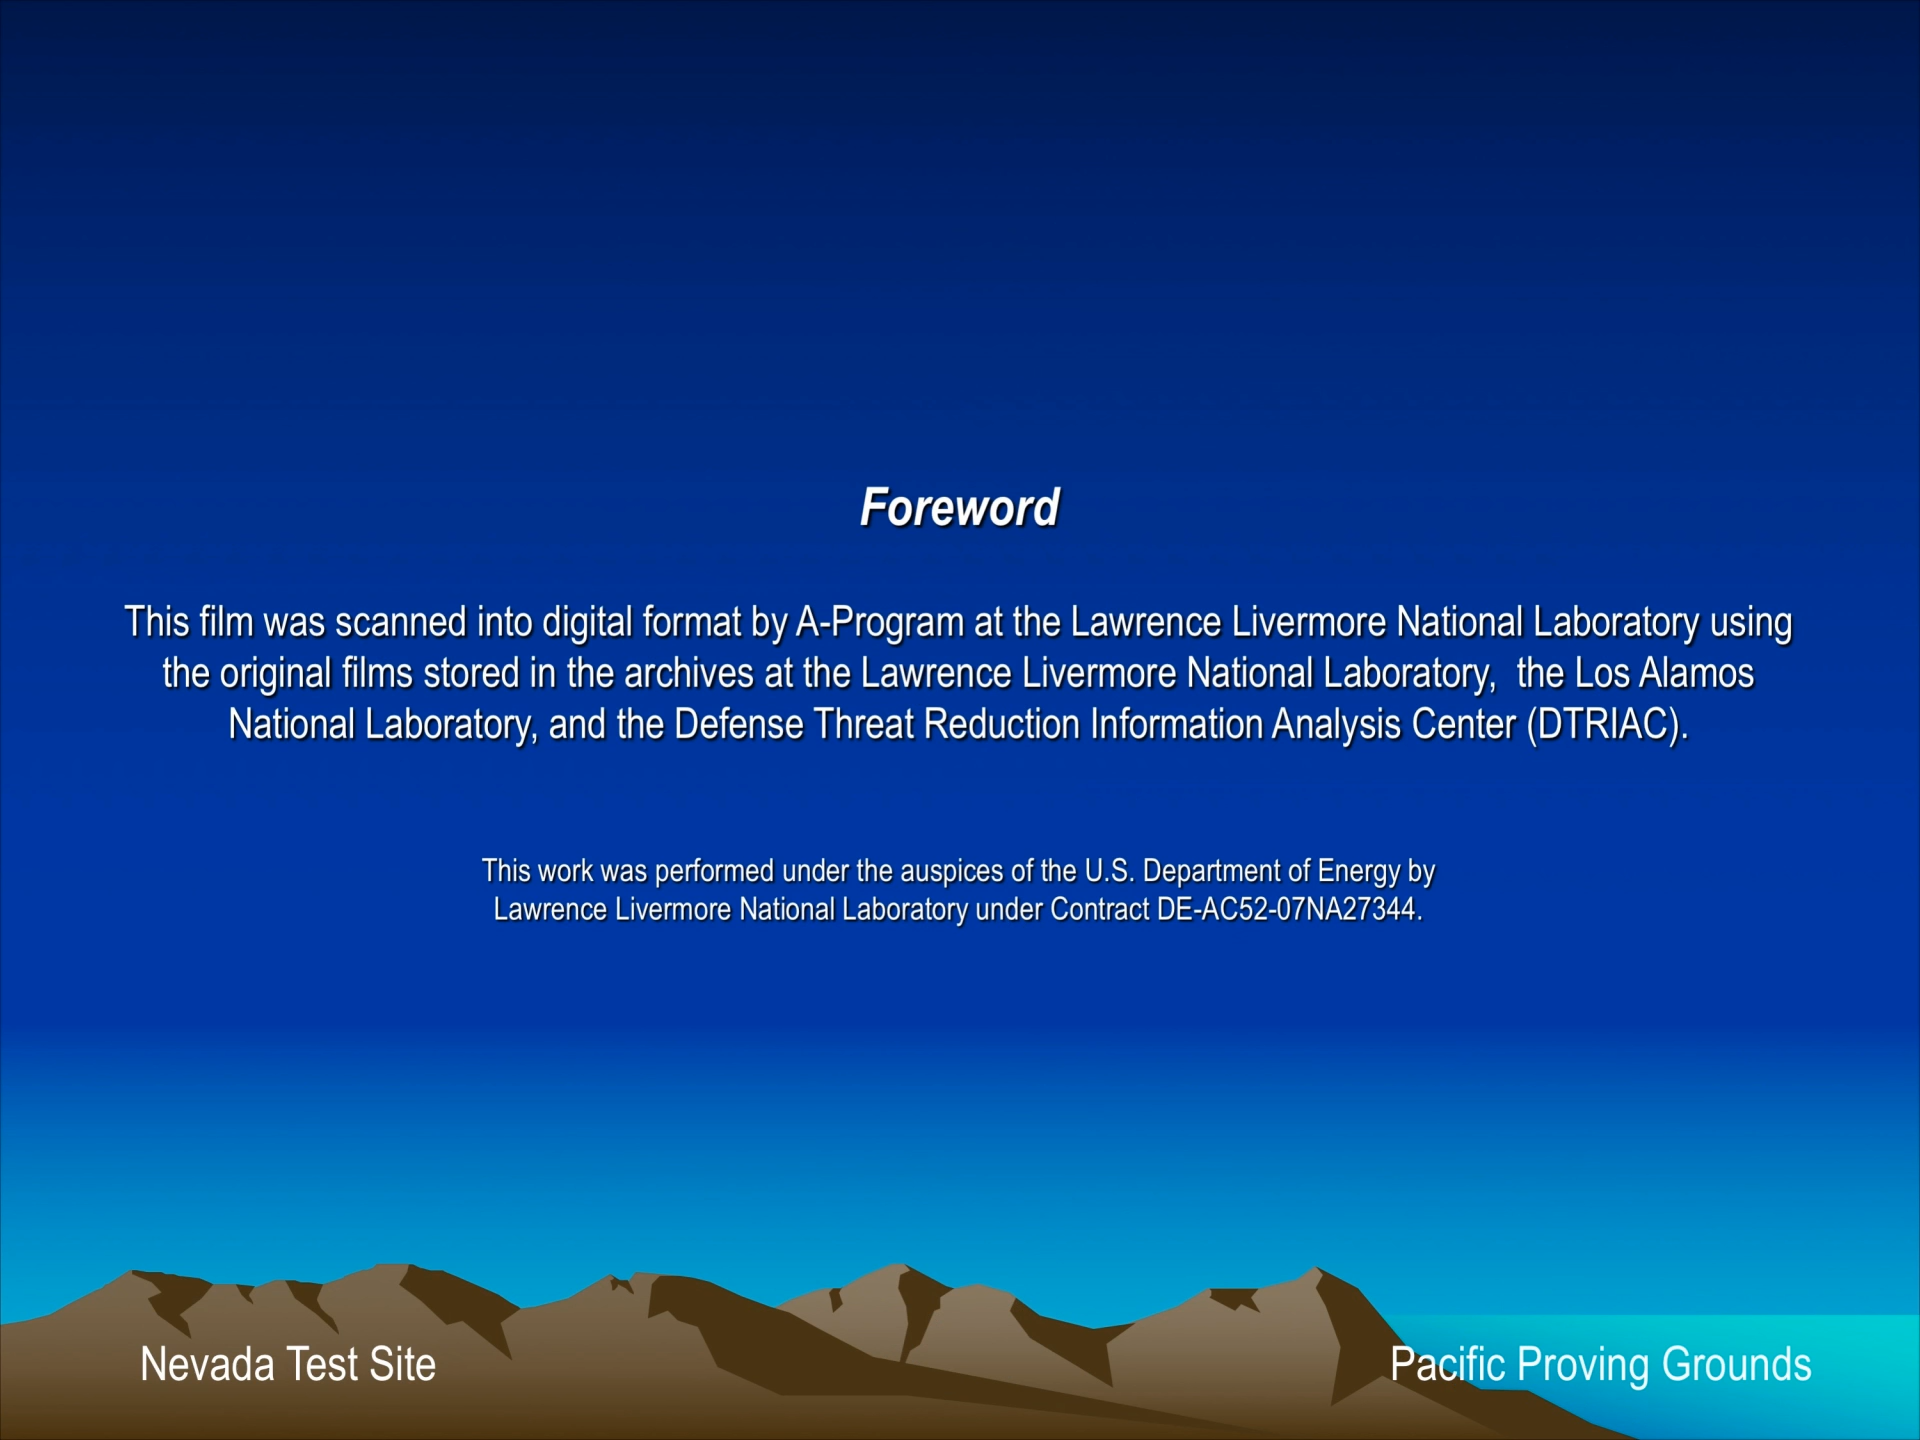 Foreword
This film was scanned into digital format by A-Program at the Lawrence Livermore National Laboratory using
the original films stored in the archives at the Lawrence Livermore National Laboratory,  the Los Alamos
National Laboratory, and the Defense Threat Reduction Information Analysis Center (DTRIAC).
This work was performed under the auspices of the U.S. Department of Energy by
Lawrence Livermore National Laboratory under Contract DE-AC52-07NA27344.
Nevada Test Site
Pacific Proving Grounds